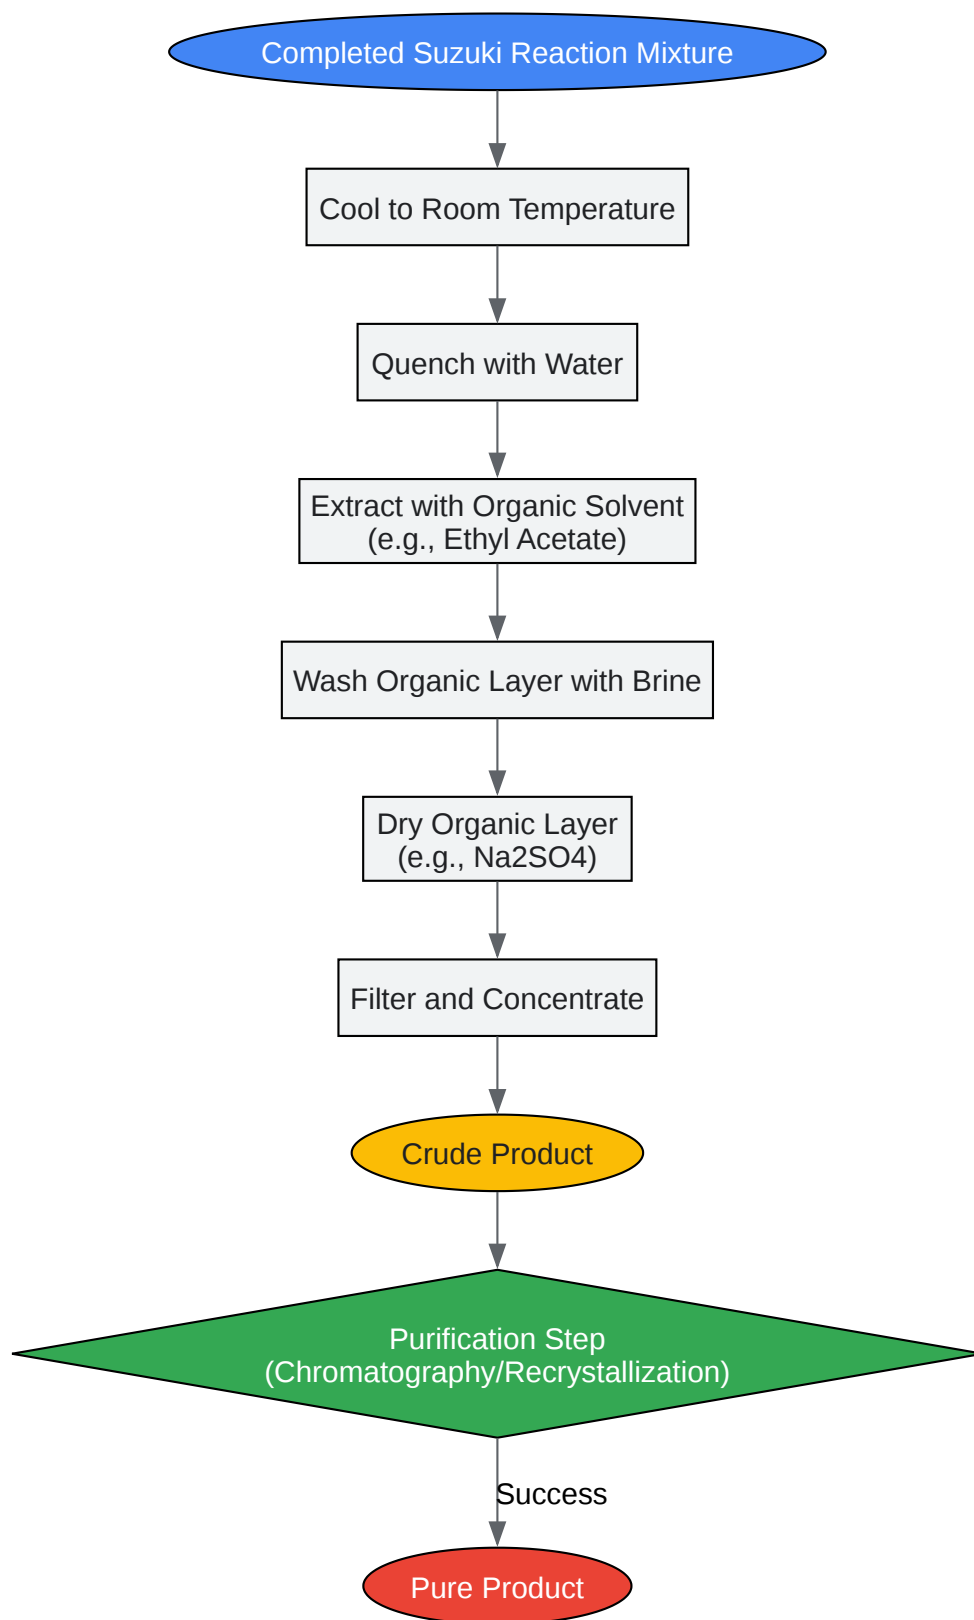 Completed Suzuki Reaction Mixture
Cool to Room Temperature
Quench with Water
Extract with Organic Solvent
(e.g., Ethyl Acetate)
Wash Organic Layer with Brine
Dry Organic Layer
(e.g., Na2SO4)
Filter and Concentrate
Crude Product
Purification Step
(Chromatography/Recrystallization)
Success
Pure Product